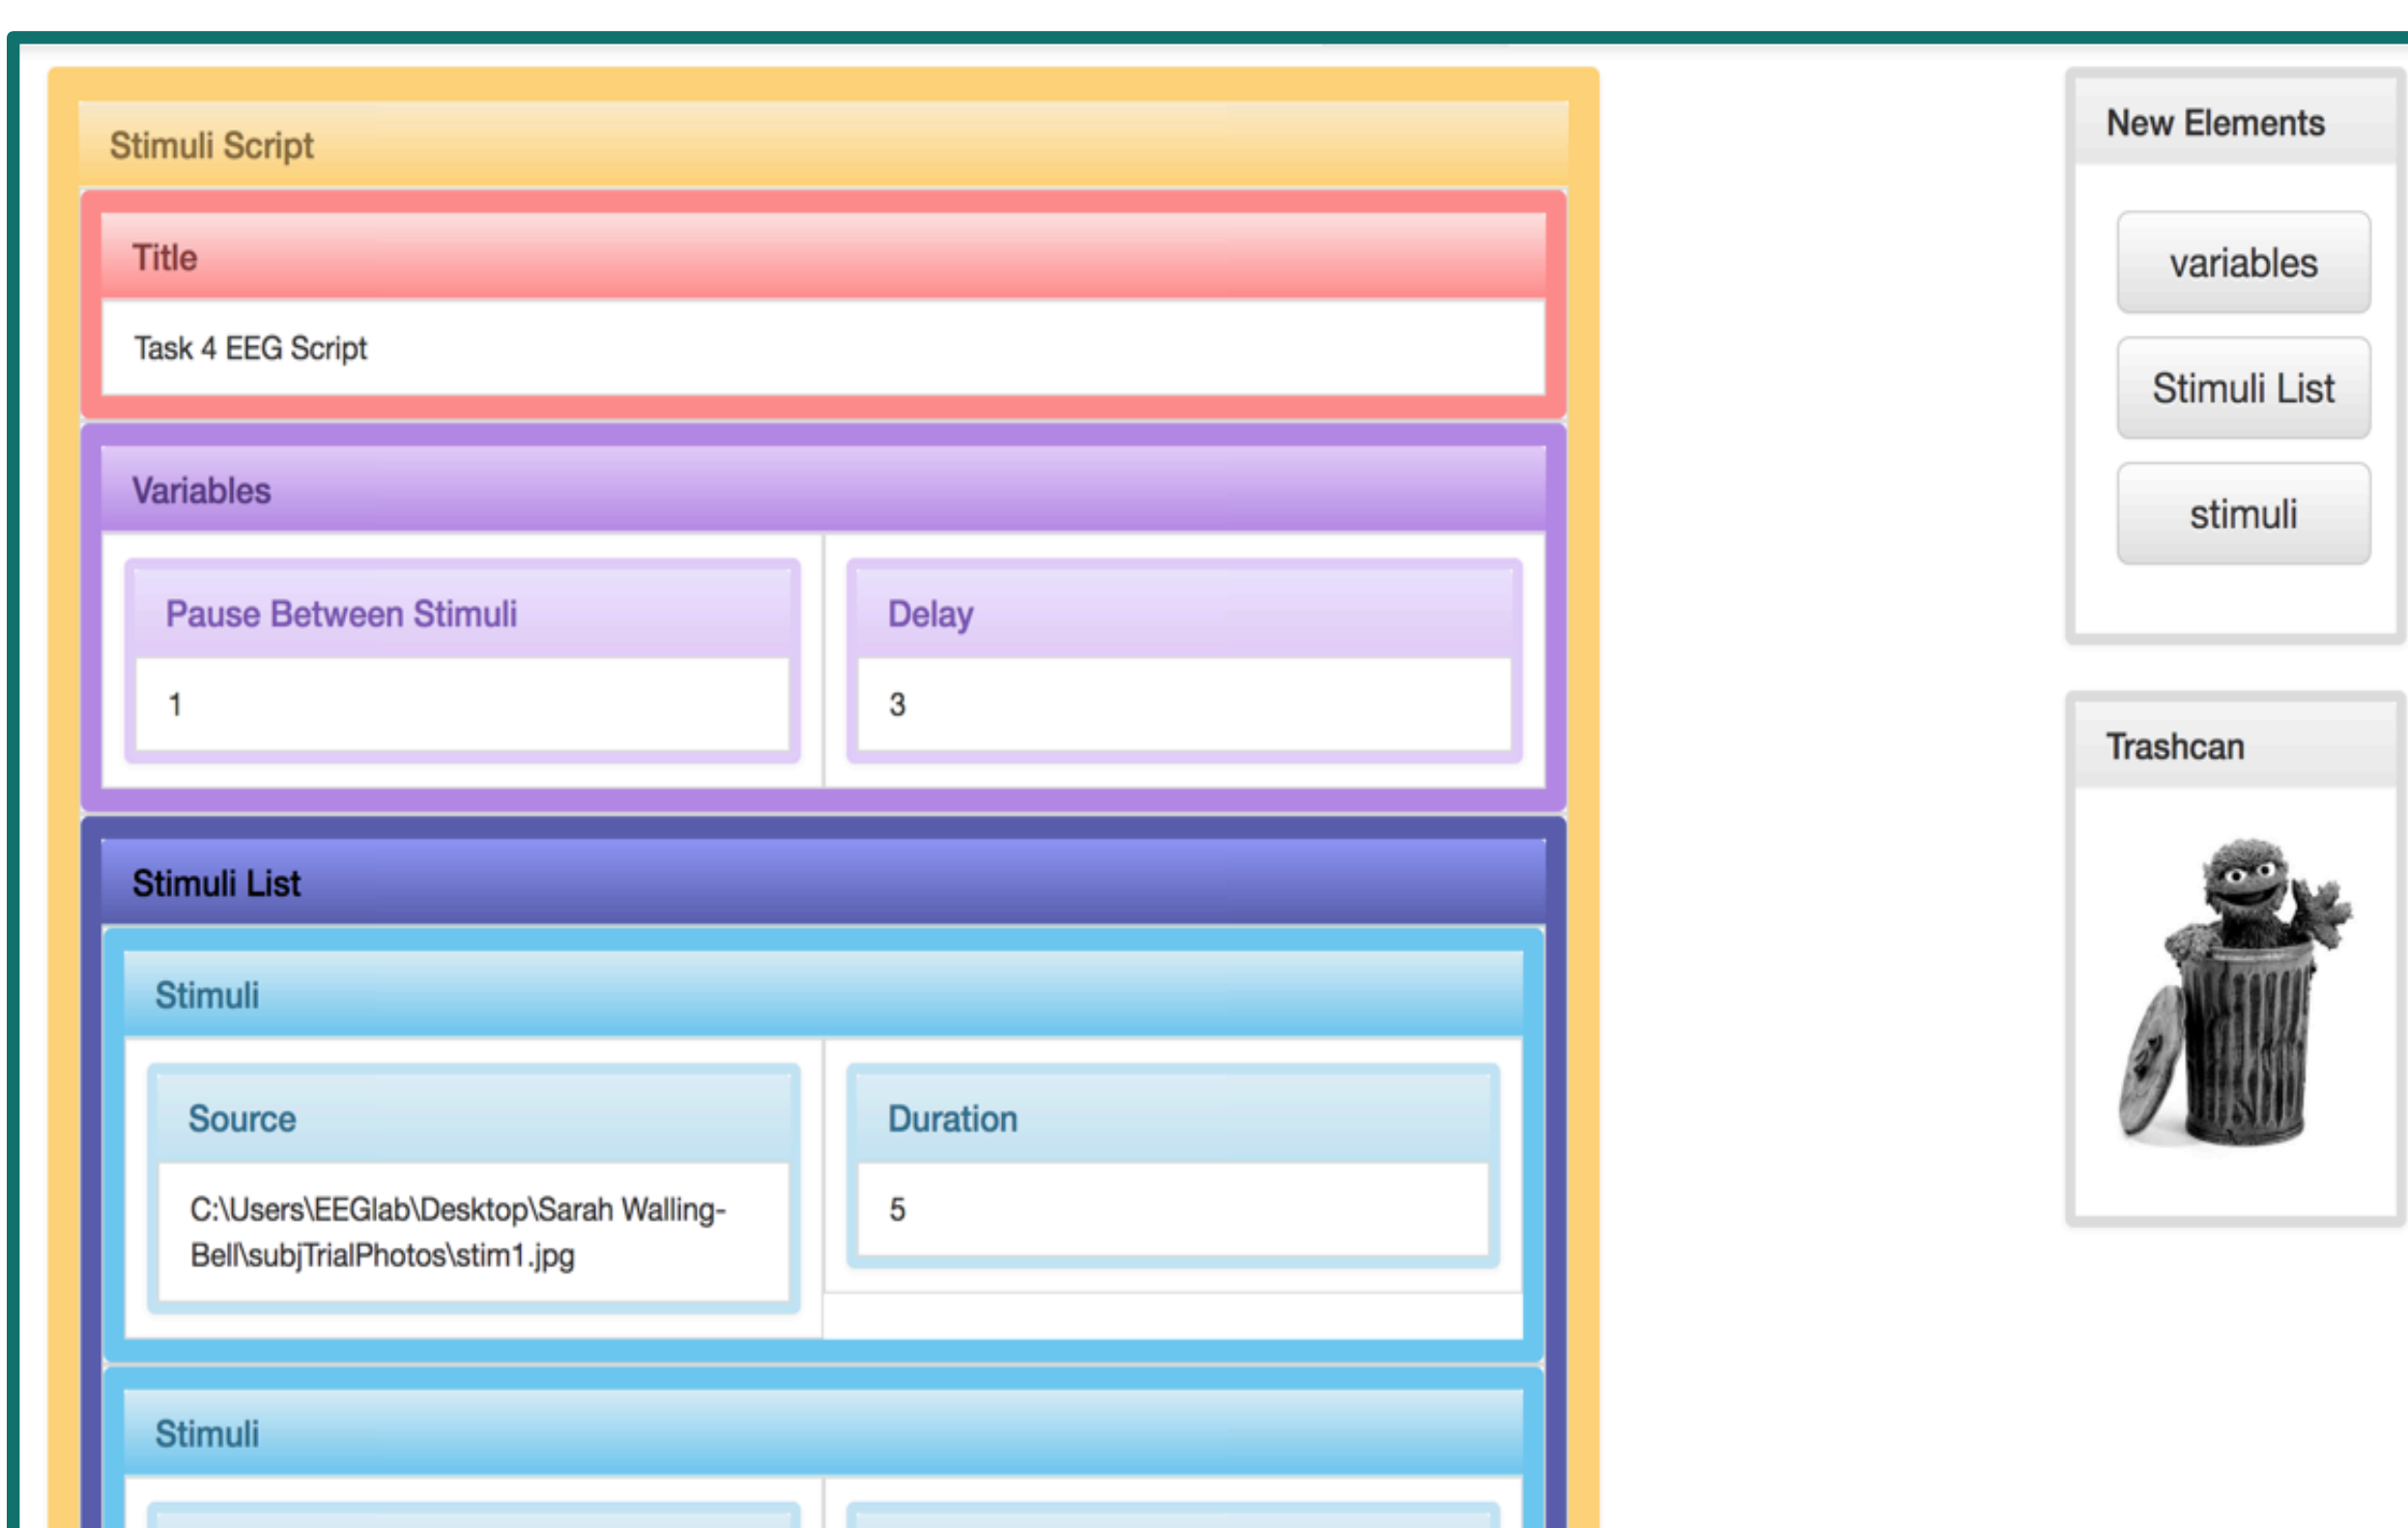 Stimuli Script
Title
Task 4 EEG Script
Variables
Pause Between Stimuli
1
Delay
3
Stimuli List
Stimuli
Source
C:\Users\EEGlab\Desktop\Sarah Walling-
Bell\subjTrialPhotos\stim1.jpg
Duration
5
Stimuli
New Elements
variables
Stimuli List
stimuli
Trashcan